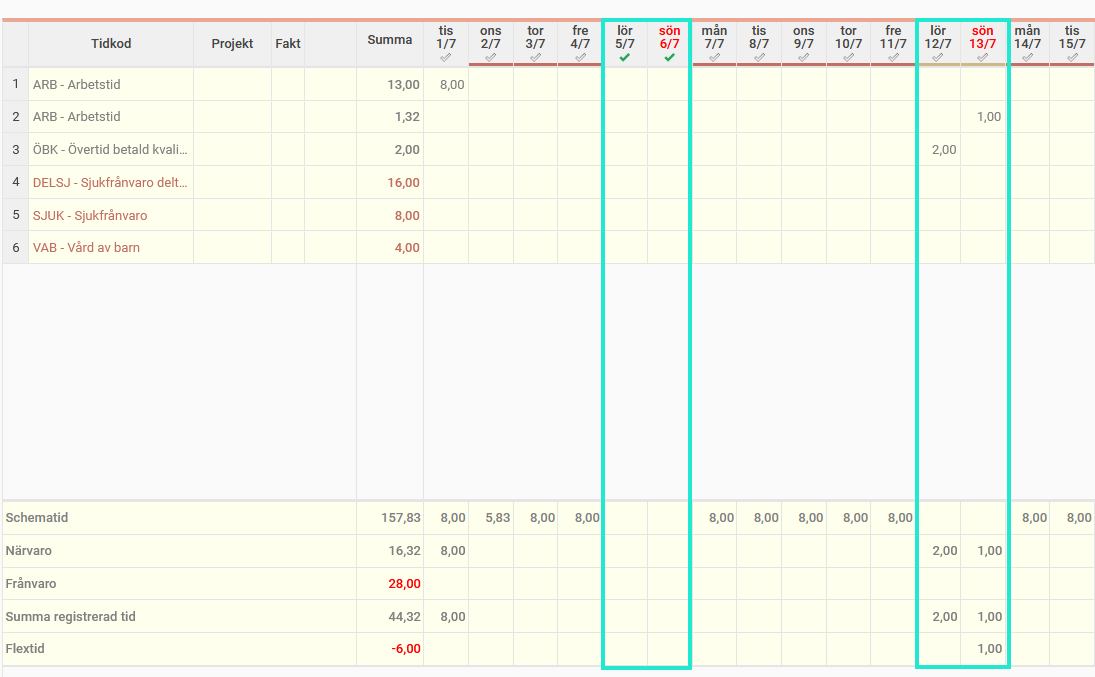 Tidkod Projekt Fakt Summa tis 1/7 ons 2/7 tor 3/7 fre 4/7 lör 5/7 sön 6/7 mån 7/7 tis 8/7 ons 9/7 tor 10/7 fre 11/7 lör 12/7 sön 13/7 mån 14/7 tis 15/7
1 ARB - Arbetstid 13,00 8,00
2 ARB - Arbetstid 1,32 1,00
3 ÖBK - Övertid betald kvali... 2,00 2,00
4 DELSJ - Sjukfrånvaro delt... 16,00
5 SJUK - Sjukfrånvaro 8,00
6 VAB - Vård av barn 4,00
Schematid 157,83 8,00 5,83 8,00 8,00 8,00 8,00 8,00 8,00 8,00 8,00 8,00
Närvaro 16,32 8,00 2,00 1,00
Frånvaro 28,00
Summa registrerad tid 44,32 8,00 2,00 1,00
Flextid -6,00 1,00